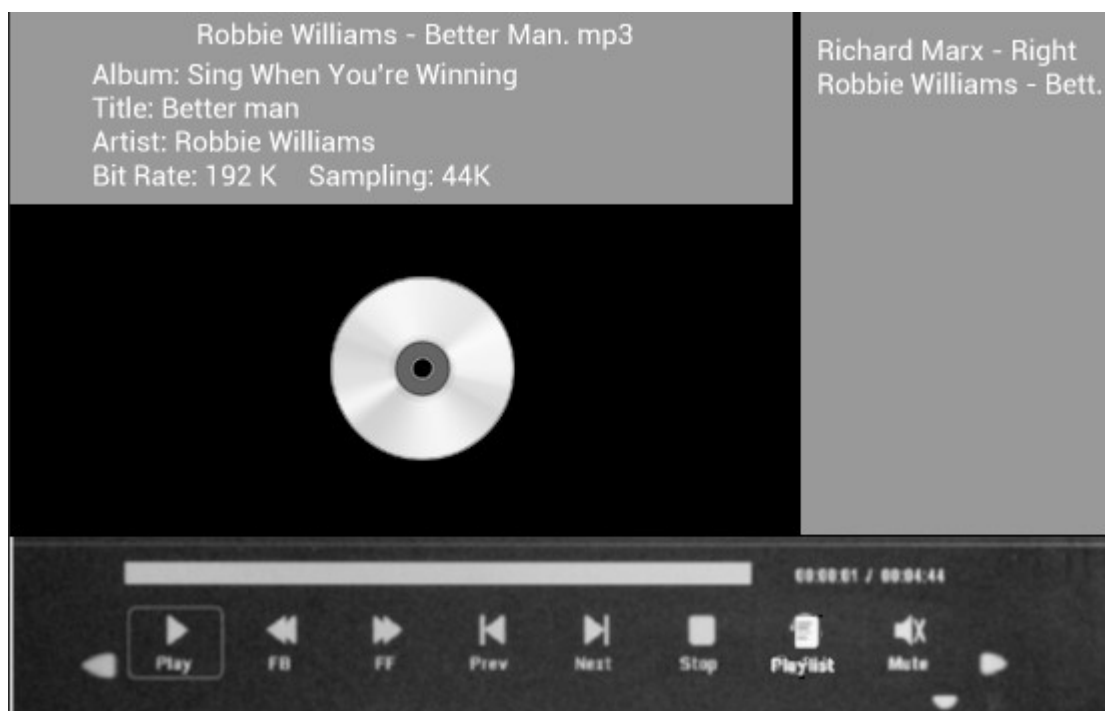 Robbie Williams - Better Man. mp3
Album: Sing When You're Winning
Title: Better man
Artist: Robbie Williams
Bit Rate: 192 K Sampling: 44K
Richard Marx - Right
Robbie Williams - Bett.
00:00:01 / 00:04:44
Play FB FF Prev Next Stop Playlist Mute